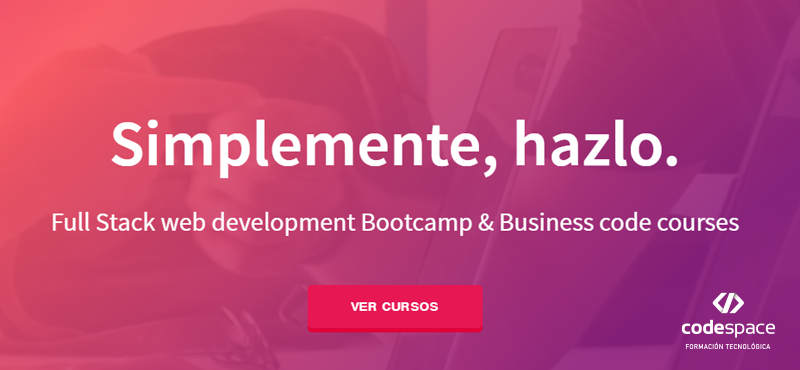 Simplemente, hazlo.
Full Stack web development Bootcamp & Business code courses
VER CURSOS
codespace
FORMACIÓN TECNOLÓGICA